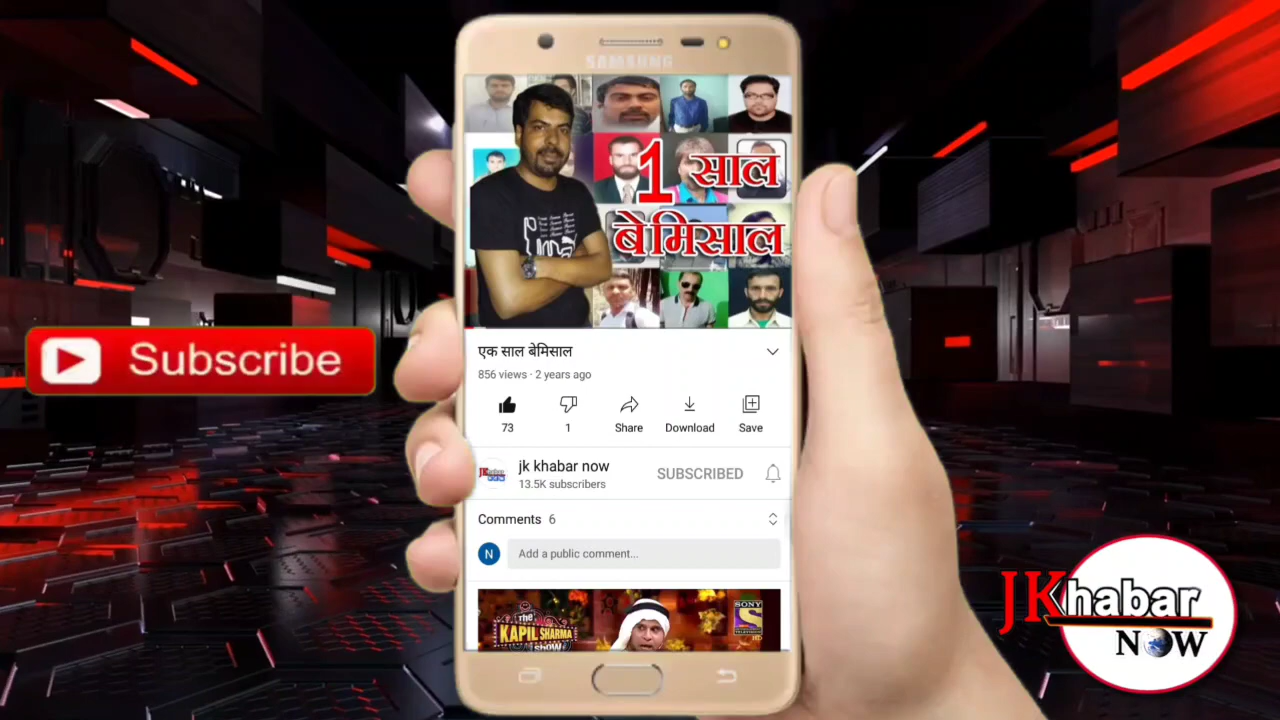 SAMSUNG
1 साल
बेमिसाल
एक साल बेमिसाल
856 views · 2 years ago
73
1
Share
Download
Save
jk khabar now
13.5K subscribers
SUBSCRIBED
Comments 6
N
Add a public comment...
The
KAPIL SHARMA
SHOW
SONY
Subscribe
JKhabar
NOW